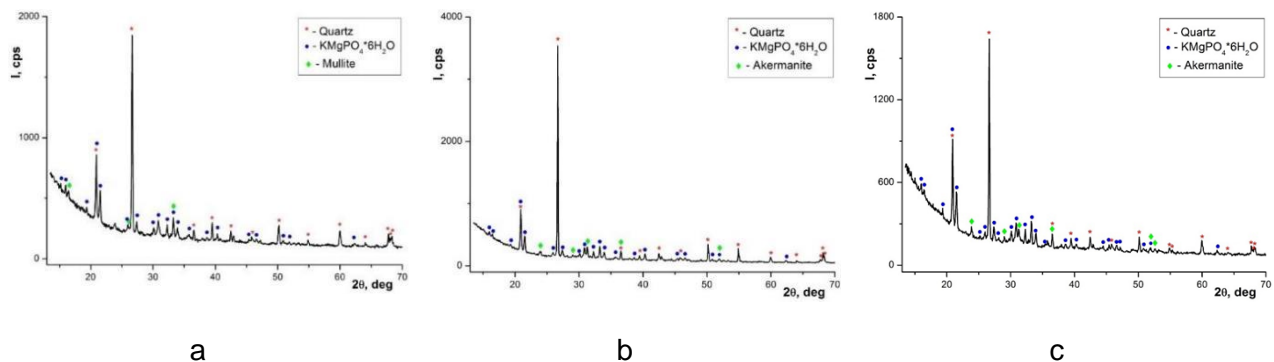 2000
1000
0
I, cps
* - Quartz
● - KMgPO₄*6H₂O
♦ - Mullite
20 30 40 50 60 70
2θ, deg
a
4000
2000
0
I, cps
* - Quartz
● - KMgPO₄*6H₂O
♦ - Akermanite
20 30 40 50 60 70
2θ, deg
b
1800
1200
600
0
I, cps
* - Quartz
● - KMgPO₄*6H₂O
♦ - Akermanite
20 30 40 50 60 70
2θ, deg
c